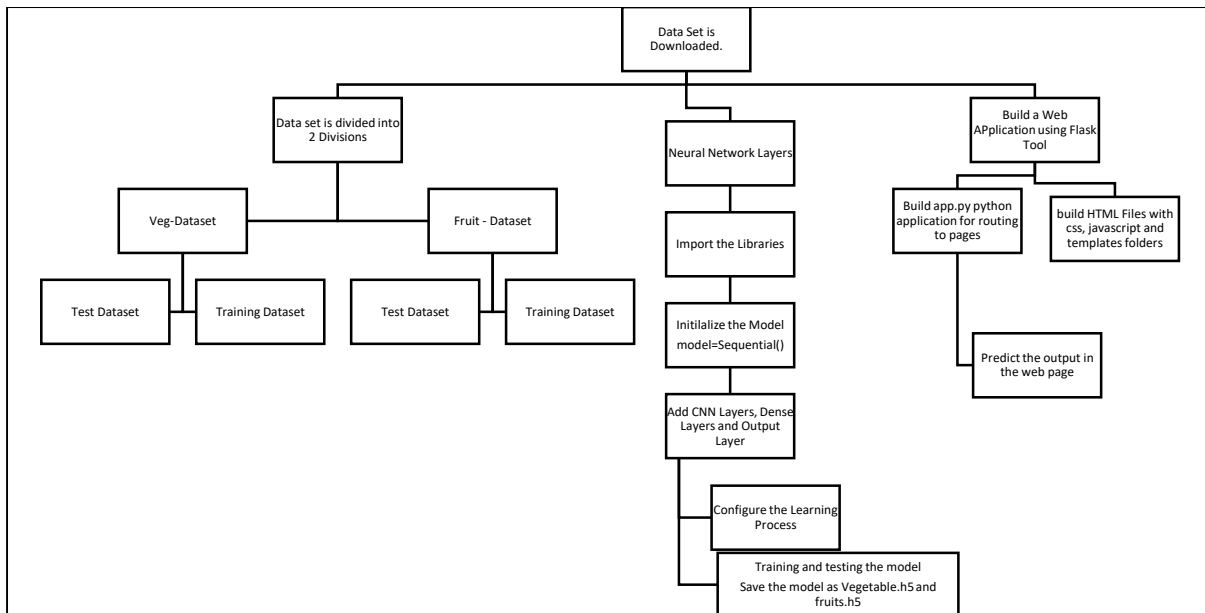 Data Set is
Downloaded.
Data set is divided into
2 Divisions
Veg-Dataset
Test Dataset
Training Dataset
Fruit - Dataset
Test Dataset
Training Dataset
Neural Network Layers
Import the Libraries
Initilalize the Model
model=Sequential()
Add CNN Layers, Dense
Layers and Output
Layer
Configure the Learning
Process
Training and testing the model
Save the model as Vegetable.h5 and
fruits.h5
Build a Web
APplication using Flask
Tool
Build app.py python
application for routing
to pages
Predict the output in
the web page
build HTML Files with
css, javascript and
templates folders